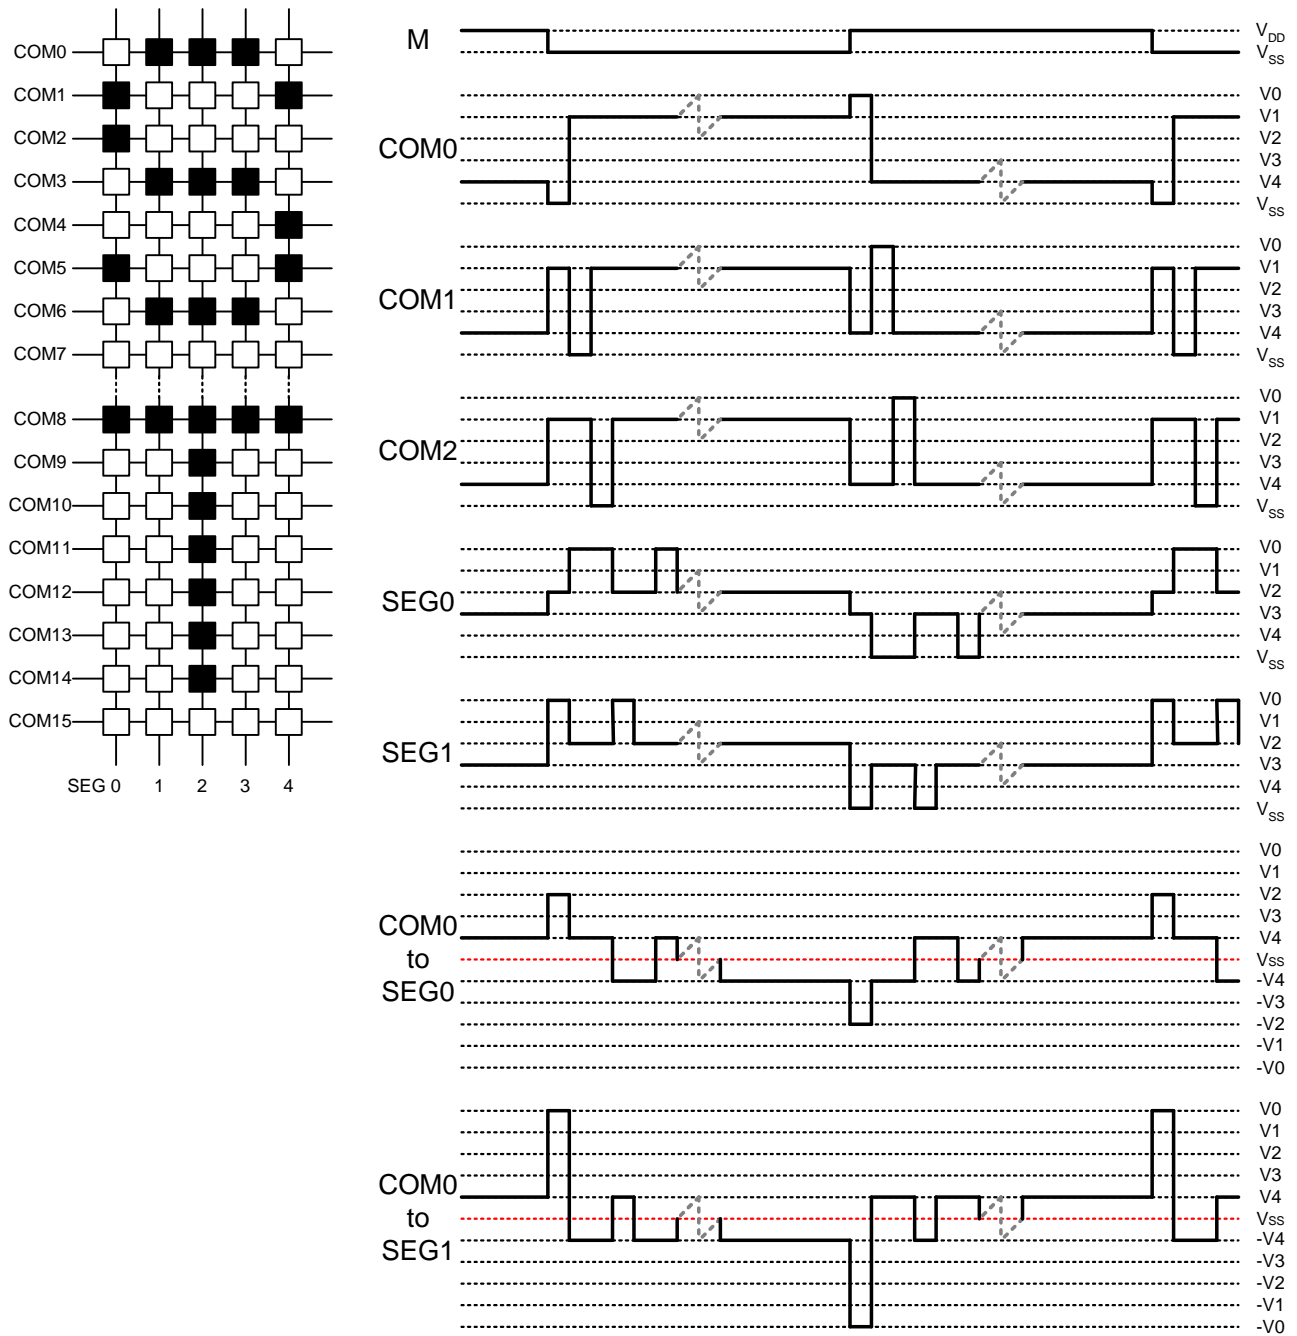 COM0
COM1
COM2
COM3
COM4
COM5
COM6
COM7
COM8
COM9
COM10
COM11
COM12
COM13
COM14
COM15
SEG 0 1 2 3 4
M
VDD
VSS
COM0
V0
V1
V2
V3
V4
VSS
COM1
V0
V1
V2
V3
V4
VSS
COM2
V0
V1
V2
V3
V4
VSS
SEG0
V0
V1
V2
V3
V4
VSS
SEG1
V0
V1
V2
V3
V4
VSS
COM0
to
SEG0
V0
V1
V2
V3
V4
VSS
-V4
-V3
-V2
-V1
-V0
COM0
to
SEG1
V0
V1
V2
V3
V4
VSS
-V4
-V3
-V2
-V1
-V0